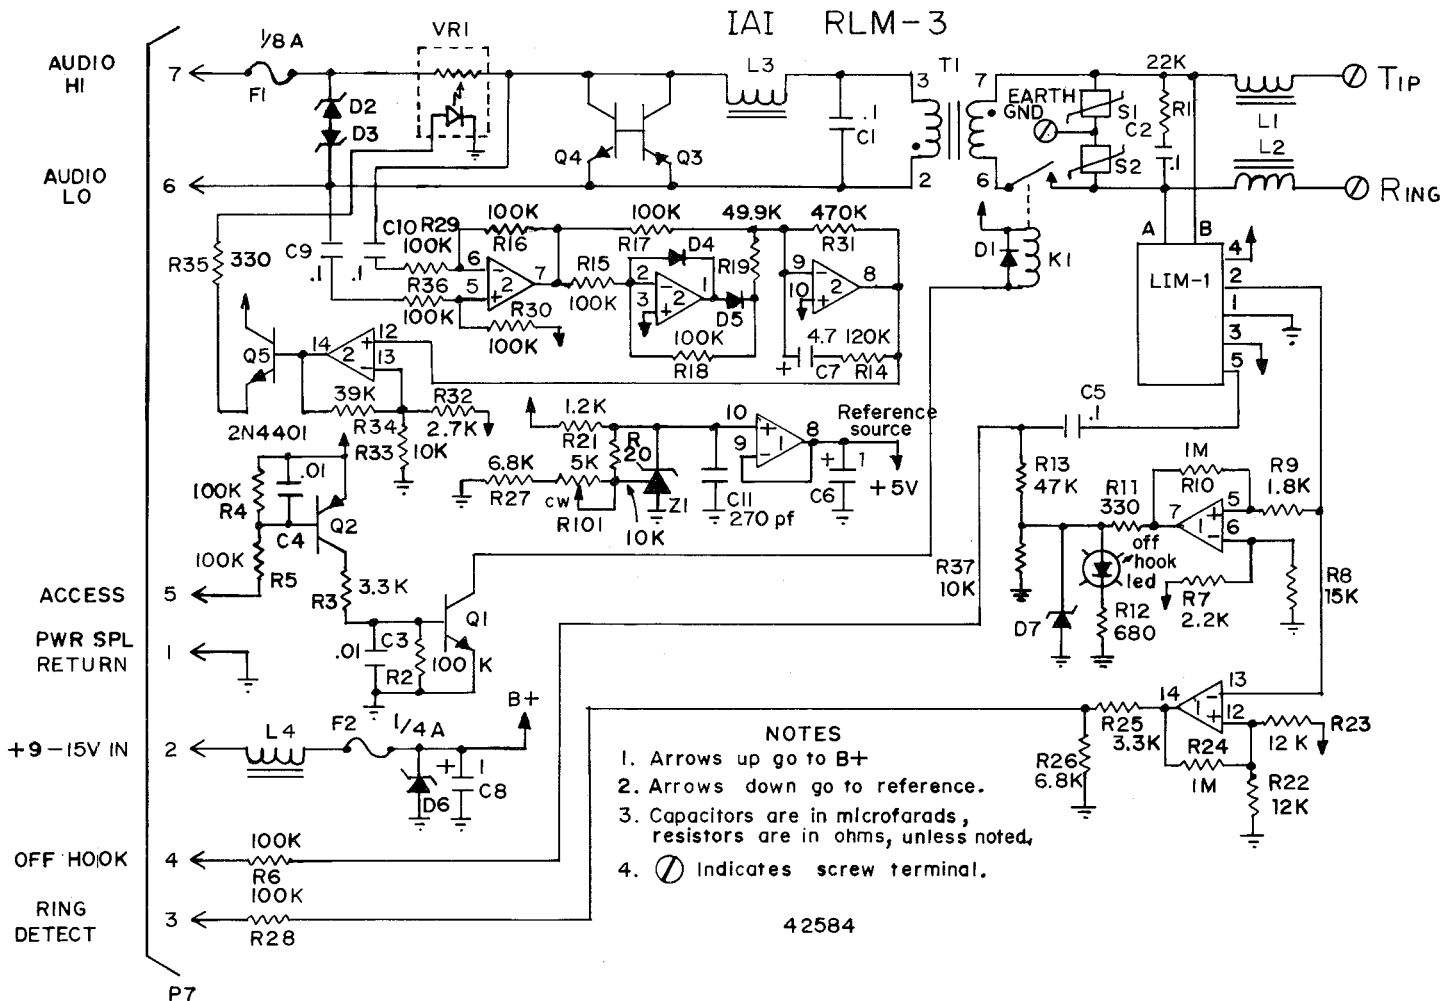 IAI RLM-3
AUDIO HI
7
1/8 A
F1
VR1
D2
D3
Q4
Q3
L3
.1
C1
3
T1
7
2
6
EARTH GND
S1
S2
22K
R1
C2
.1
L1
L2
TIP
RING
AUDIO LO
6
R35
330
C9
.1
C10
.1
R29
100K
R36
100K
100K
R16
6
5
2
7
R30
100K
R15
100K
100K
R17
D4
2
3
2
1
D5
49.9K
R19
100K
R18
470K
R31
9
10
2
8
4.7
+
C7
120K
R14
D1
K1
A
B
LIM-1
4
2
1
3
5
Q5
2N4401
14
2
12
13
39K
R34
R32
2.7K
R33
10K
1.2K
R21
R20
6.8K
R27
5K
CW
R101
10K
Z1
C11
270 pf
10
9
1
8
Reference source
+
1
C6
+5V
C5
.1
R13
47K
R37
10K
D7
R11
330
off hook led
R12
680
1M
R10
7
1
5
6
R9
1.8K
R7
2.2K
R8
15K
.01
100K
R4
C4
Q2
100K
R5
R3
3.3K
ACCESS
5
PWR SPL RETURN
1
.01
C3
R2
100 K
Q1
+9-15V IN
2
L4
F2
1/4 A
B+
D6
+
1
C8
14
1
13
12
R25
3.3K
R26
6.8K
R24
1M
R23
12 K
R22
12K
NOTES
1. Arrows up go to B+
2. Arrows down go to reference.
3. Capacitors are in microfarads,
resistors are in ohms, unless noted.
4. Indicates screw terminal.
OFF HOOK
4
100K
R6
RING DETECT
3
100K
R28
42584
P7